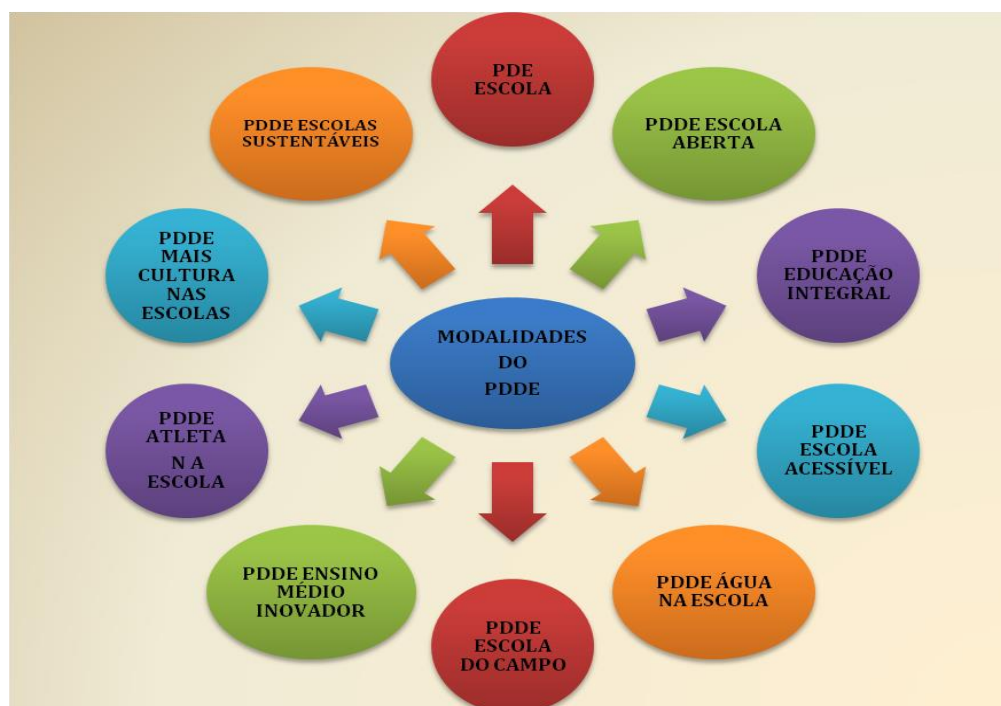 PDE
ESCOLA
PDDE ESCOLA
ABERTA
PDDE
EDUCAÇÃO
INTEGRAL
PDDE
ESCOLA
ACESSÍVEL
PDDE ÁGUA
NA ESCOLA
PDDE
ESCOLA
DO CAMPO
PDDE ENSINO
MÉDIO
INOVADOR
PDDE
ATLETA
N A
ESCOLA
PDDE
MAIS
CULTURA
NAS
ESCOLAS
PDDE ESCOLAS
SUSTENTÁVEIS
MODALIDADES
DO
PDDE